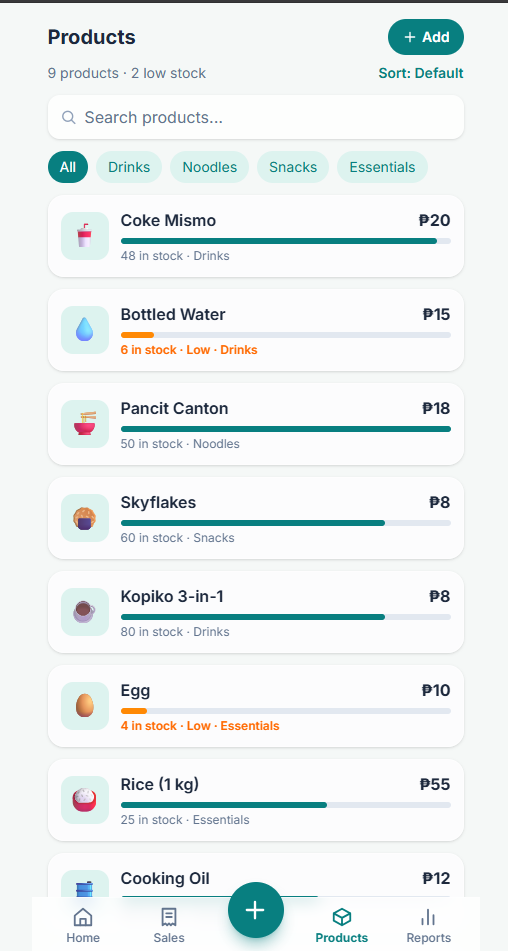 Products
+ Add
9 products · 2 low stock
Sort: Default
Search products...
All
Drinks
Noodles
Snacks
Essentials
Coke Mismo
₱20
48 in stock · Drinks
Bottled Water
₱15
6 in stock · Low · Drinks
Pancit Canton
₱18
50 in stock · Noodles
Skyflakes
₱8
60 in stock · Snacks
Kopiko 3-in-1
₱8
80 in stock · Drinks
Egg
₱10
4 in stock · Low · Essentials
Rice (1 kg)
₱55
25 in stock · Essentials
Cooking Oil
₱12
Home
Sales
Products
Reports